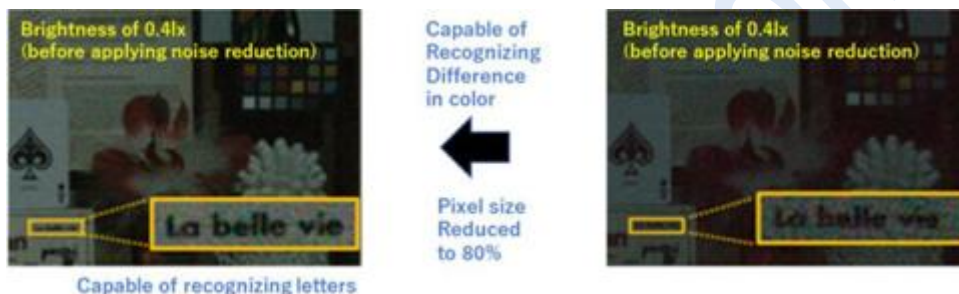 Brightness of 0.4lx
(before applying noise reduction)
La belle vie
Capable of recognizing letters
Capable of
Recognizing
Difference
in color
Pixel size
Reduced
to 80%
Brightness of 0.4lx
(before applying noise reduction)
La belle vie